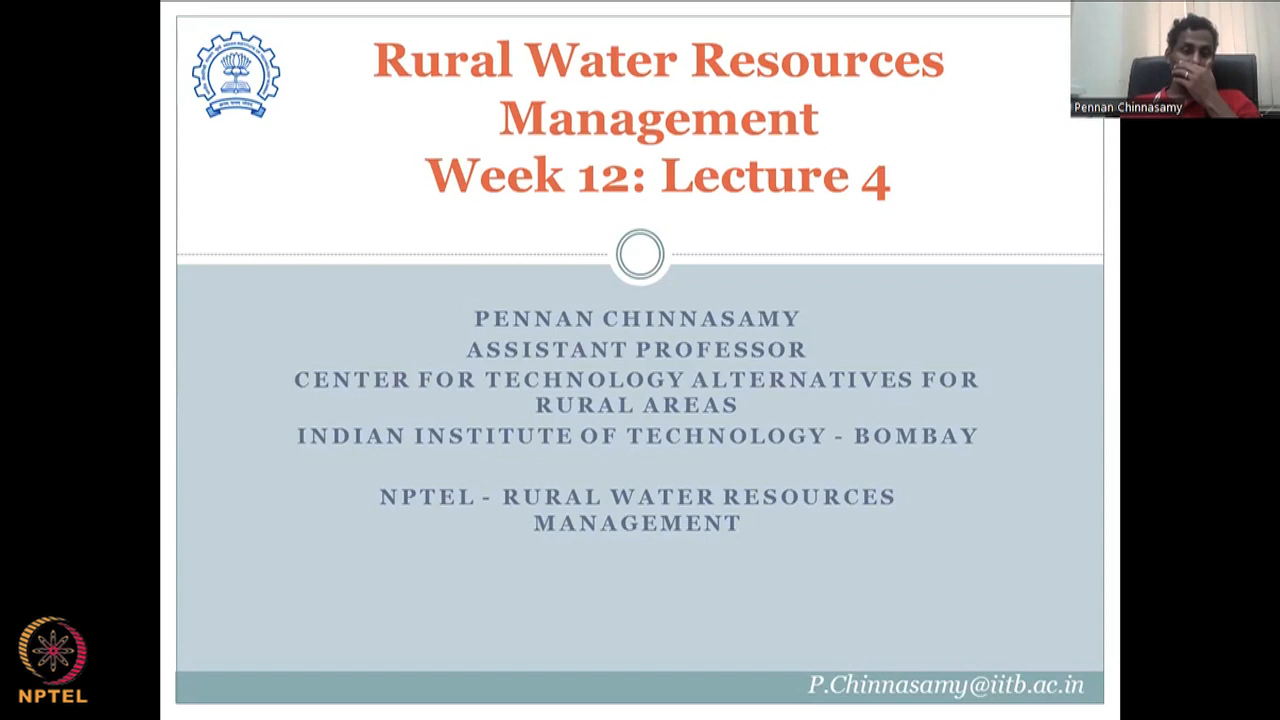 Rural Water Resources
Management
Week 12: Lecture 4
Pennan Chinnasamy
PENNAN CHINNASAMY
ASSISTANT PROFESSOR
CENTER FOR TECHNOLOGY ALTERNATIVES FOR
RURAL AREAS
INDIAN INSTITUTE OF TECHNOLOGY - BOMBAY
NPTEL - RURAL WATER RESOURCES
MANAGEMENT
P.Chinnasamy@iitb.ac.in
NPTEL